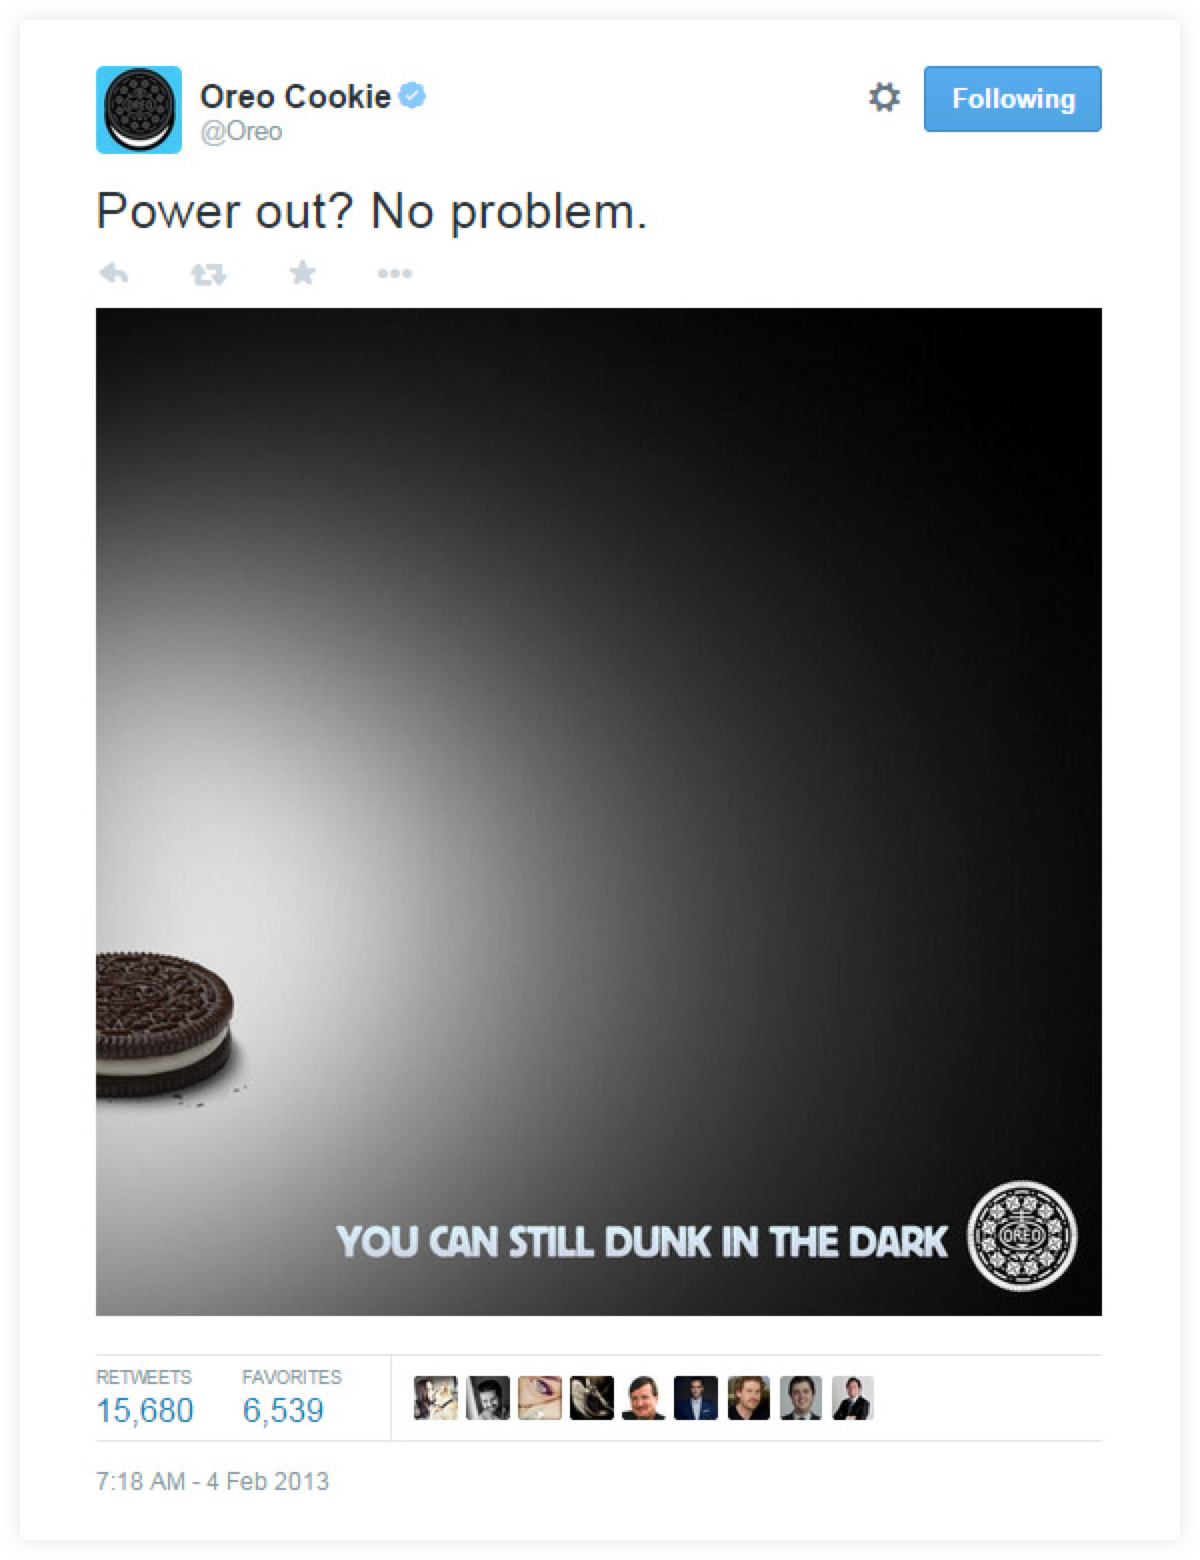 Oreo Cookie
@Oreo
Following
Power out? No problem.
YOU CAN STILL DUNK IN THE DARK
OREO
RETWEETS FAVORITES
15,680 6,539
7:18 AM - 4 Feb 2013